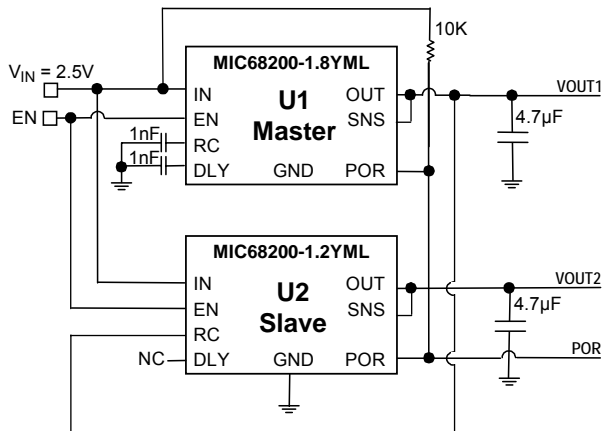 10K
MIC68200-1.8YML
V_IN = 2.5V
IN
U1
OUT
VOUT1
EN
EN
Master
SNS
4.7µF
1nF
RC
1nF
DLY
GND
POR
MIC68200-1.2YML
IN
U2
OUT
VOUT2
EN
Slave
SNS
4.7µF
RC
NC
DLY
GND
POR
POR